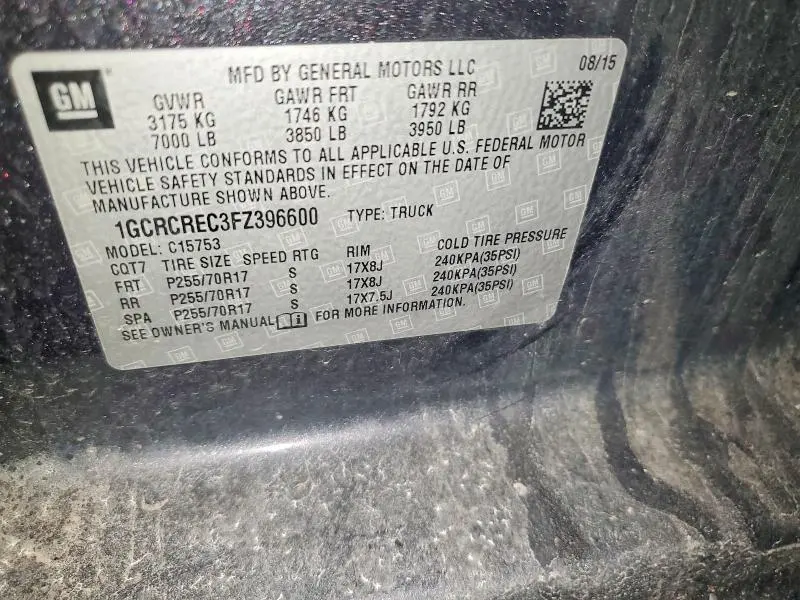 GM
MFD BY GENERAL MOTORS LLC
08/15
GVWR GAWR FRT GAWR RR
3175 KG 1746 KG 1792 KG
7000 LB 3850 LB 3950 LB
THIS VEHICLE CONFORMS TO ALL APPLICABLE U.S. FEDERAL MOTOR
VEHICLE SAFETY STANDARDS IN EFFECT ON THE DATE OF
MANUFACTURE SHOWN ABOVE.
1GCRCREC3FZ396600 TYPE: TRUCK
MODEL: C15753
CQT7 TIRE SIZE SPEED RTG RIM COLD TIRE PRESSURE
FRT P255/70R17 S 17X8J 240KPA(35PSI)
RR P255/70R17 S 17X8J 240KPA(35PSI)
SPA P255/70R17 S 17X7.5J 240KPA(35PSI)
SEE OWNER'S MANUAL FOR MORE INFORMATION.